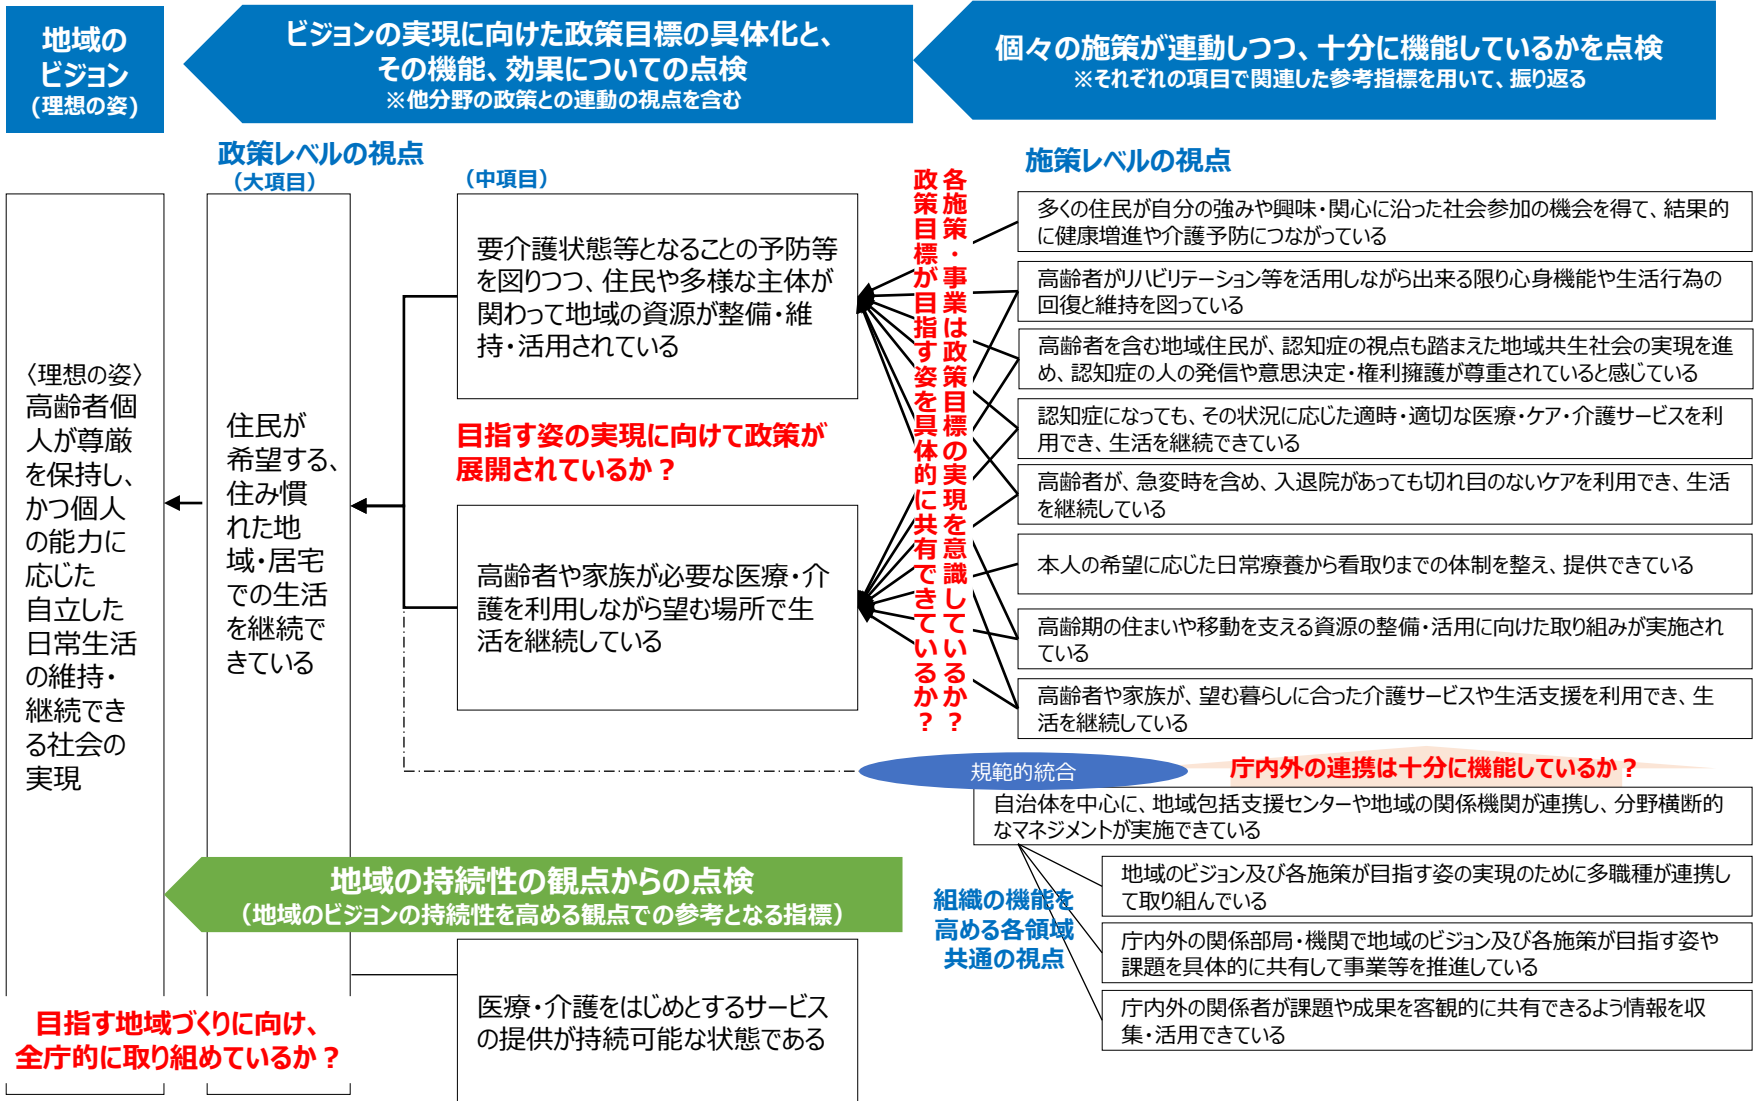 地域の
ビジョン
(理想の姿)
ビジョンの実現に向けた政策目標の具体化と、
その機能、効果についての点検
※他分野の政策との連動の視点を含む
個々の施策が連動しつつ、十分に機能しているかを点検
※それぞれの項目で関連した参考指標を用いて、振り返る
政策レベルの視点
（大項目）
（中項目）
施策レベルの視点
〈理想の姿〉
高齢者個
人が尊厳
を保持し、
かつ個人
の能力に
応じた
自立した
日常生活
の維持・
継続でき
る社会の
実現
住民が
希望する、
住み慣
れた地
域・居宅
での生活
を継続で
きている
要介護状態等となることの予防等
を図りつつ、住民や多様な主体が
関わって地域の資源が整備・維
持・活用されている
目指す姿の実現に向けて政策が
展開されているか？
高齢者や家族が必要な医療・介
護を利用しながら望む場所で生
活を継続している
各施策・事業は政策目標の実現を意識しているか？
政策目標が目指す姿を具体的に共有できているか？
多くの住民が自分の強みや興味・関心に沿った社会参加の機会を得て、結果的
に健康増進や介護予防につながっている
高齢者がリハビリテーション等を活用しながら出来る限り心身機能や生活行為の
回復と維持を図っている
高齢者を含む地域住民が、認知症の視点も踏まえた地域共生社会の実現を進
め、認知症の人の発信や意思決定・権利擁護が尊重されていると感じている
認知症になっても、その状況に応じた適時・適切な医療・ケア・介護サービスを利
用でき、生活を継続できている
高齢者が、急変時を含め、入退院があっても切れ目のないケアを利用でき、生活
を継続している
本人の希望に応じた日常療養から看取りまでの体制を整え、提供できている
高齢期の住まいや移動を支える資源の整備・活用に向けた取り組みが実施され
ている
高齢者や家族が、望む暮らしに合った介護サービスや生活支援を利用でき、生
活を継続している
規範的統合
庁内外の連携は十分に機能しているか？
自治体を中心に、地域包括支援センターや地域の関係機関が連携し、分野横断的
なマネジメントが実施できている
地域の持続性の観点からの点検
（地域のビジョンの持続性を高める観点での参考となる指標）
組織の機能を
高める各領域
共通の視点
地域のビジョン及び各施策が目指す姿の実現のために多職種が連携し
て取り組んでいる
庁内外の関係部局・機関で地域のビジョン及び各施策が目指す姿や
課題を具体的に共有して事業等を推進している
庁内外の関係者が課題や成果を客観的に共有できるよう情報を収
集・活用できている
医療・介護をはじめとするサービス
の提供が持続可能な状態である
目指す地域づくりに向け、
全庁的に取り組めているか？